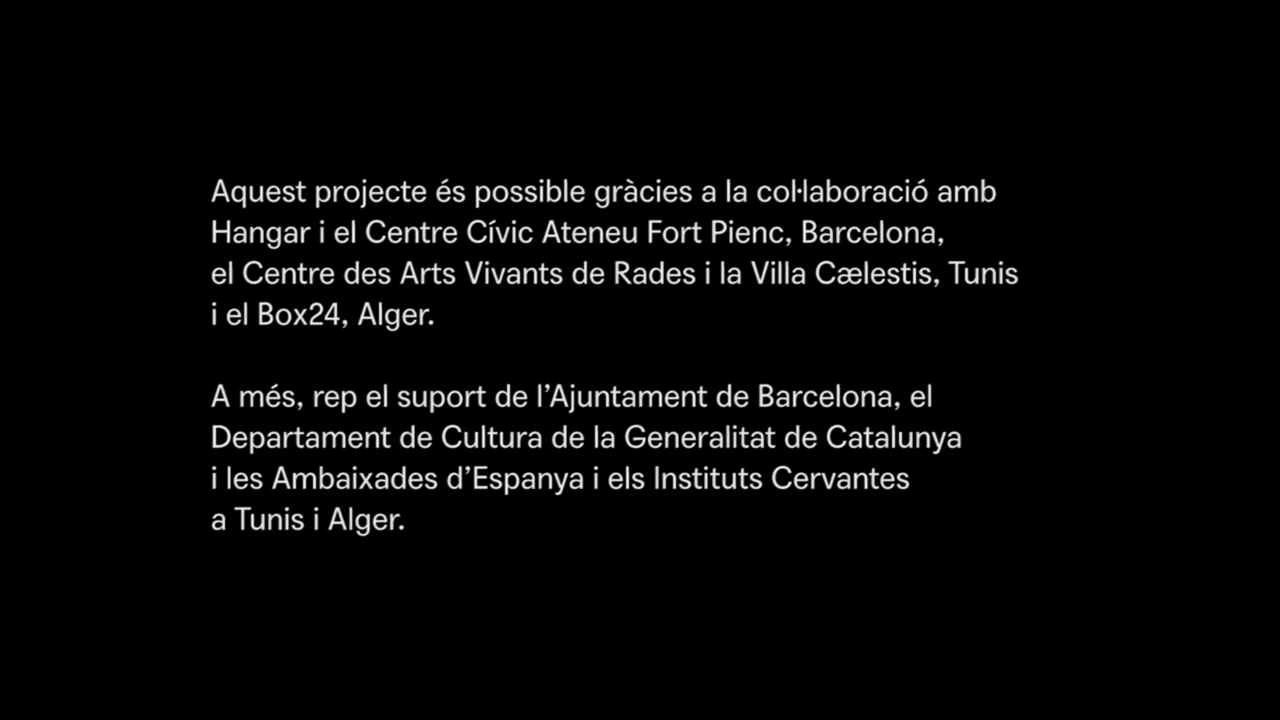 Aquest projecte és possible gràcies a la col·laboració amb
Hangar i el Centre Cívic Ateneu Fort Pienc, Barcelona,
el Centre des Arts Vivants de Rades i la Villa Cælestis, Tunis
i el Box24, Alger.
A més, rep el suport de l’Ajuntament de Barcelona, el
Departament de Cultura de la Generalitat de Catalunya
i les Ambaixades d’Espanya i els Instituts Cervantes
a Tunis i Alger.